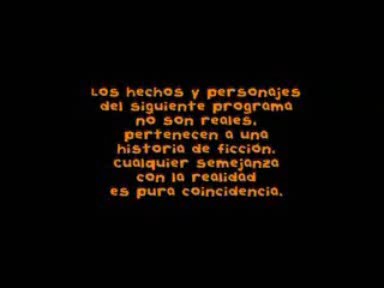 Los hechos y personajes
del siguiente programa
no son reales,
pertenecen a una
historia de ficción,
cualquier semejanza
con la realidad
es pura coincidencia.